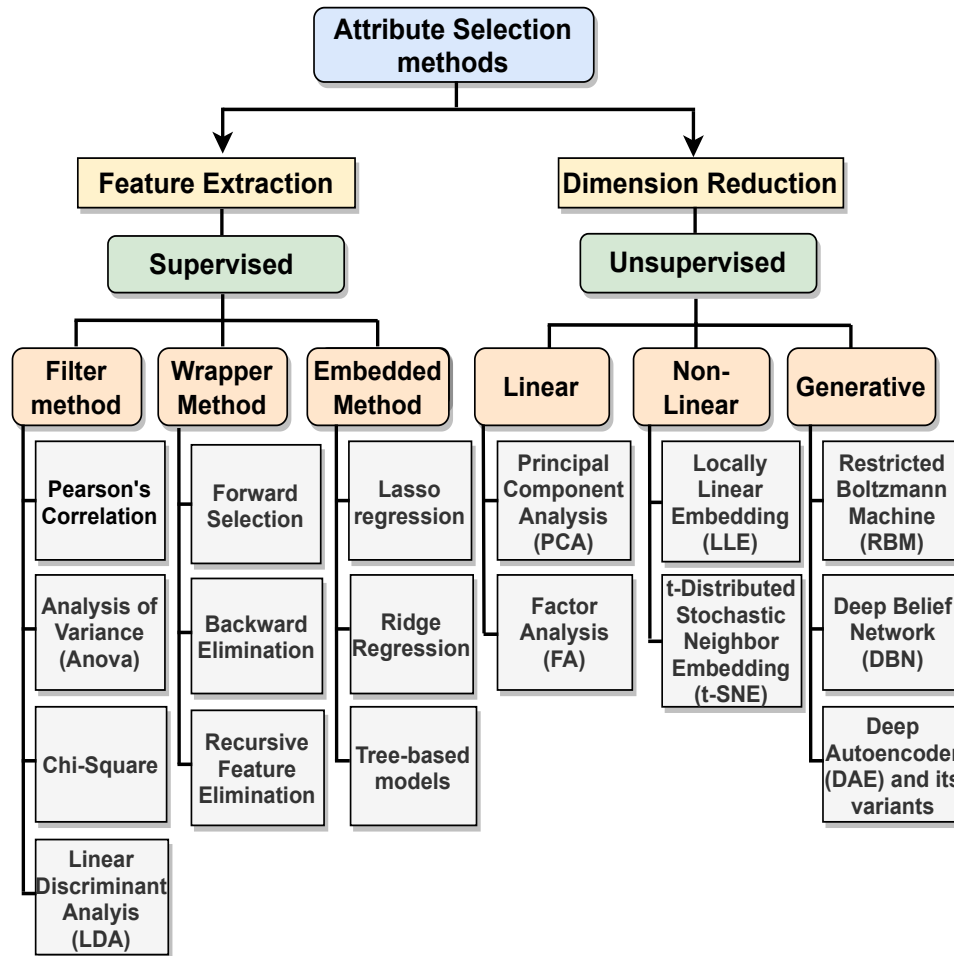 Attribute Selection
methods
Feature Extraction
Dimension Reduction
Supervised
Unsupervised
Filter
method
Wrapper
Method
Embedded
Method
Linear
Non-
Linear
Generative
Pearson's
Correlation
Analysis of
Variance
(Anova)
Chi-Square
Linear
Discriminant
Analyis
(LDA)
Forward
Selection
Backward
Elimination
Recursive
Feature
Elimination
Lasso
regression
Ridge
Regression
Tree-based
models
Principal
Component
Analysis
(PCA)
Factor
Analysis
(FA)
Locally
Linear
Embedding
(LLE)
t-Distributed
Stochastic
Neighbor
Embedding
(t-SNE)
Restricted
Boltzmann
Machine
(RBM)
Deep Belief
Network
(DBN)
Deep
Autoencoder
(DAE) and its
variants